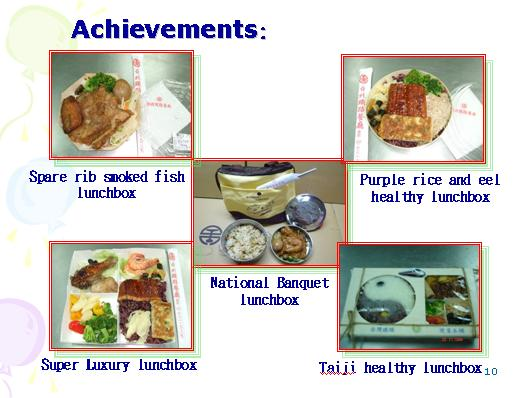 Achievements：
Spare rib smoked fish
lunchbox
Purple rice and eel
healthy lunchbox
National Banquet
lunchbox
Super Luxury lunchbox
Taiji healthy lunchbox
10